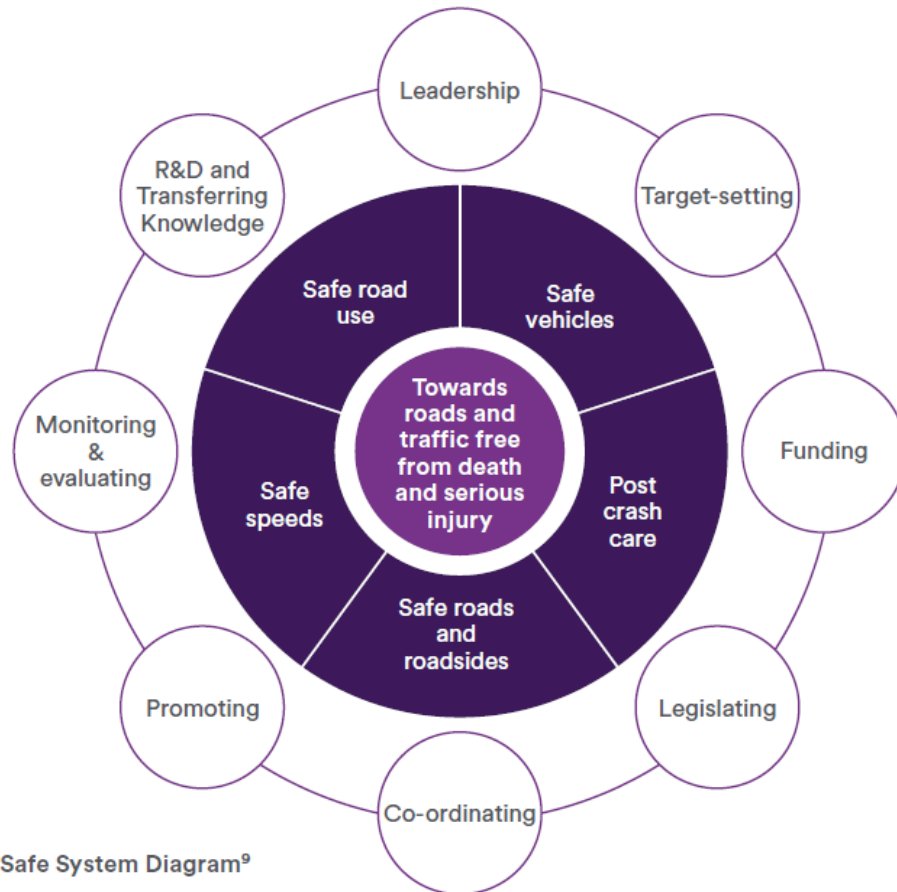 Leadership
R&D and
Transferring
Knowledge
Target-setting
Safe road
use
Safe
vehicles
Towards
roads and
traffic free
from death
and serious
injury
Monitoring
&
evaluating
Funding
Safe
speeds
Post
crash
care
Safe roads
and
roadsides
Promoting
Legislating
Co-ordinating
Safe System Diagram⁹